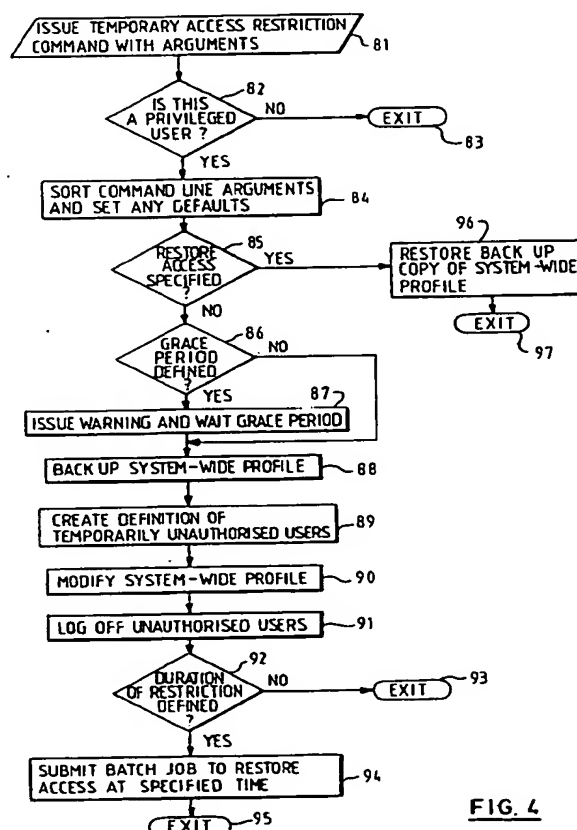 ISSUE TEMPORARY ACCESS RESTRICTION
COMMAND WITH ARGUMENTS
81
82
IS THIS
A PRIVILEGED
USER ?
NO
EXIT
83
YES
SORT COMMAND LINE ARGUMENTS
AND SET ANY DEFAULTS
84
85
RESTORE
ACCESS
SPECIFIED
?
YES
96
RESTORE BACK UP
COPY OF SYSTEM-WIDE
PROFILE
EXIT
97
NO
86
GRACE
PERIOD
DEFINED
?
NO
YES
87
ISSUE WARNING AND WAIT GRACE PERIOD
BACK UP SYSTEM-WIDE PROFILE
88
CREATE DEFINITION OF
TEMPORARILY UNAUTHORISED USERS
89
MODIFY SYSTEM-WIDE PROFILE
90
LOG OFF UNAUTHORISED USERS
91
92
DURATION
OF RESTRICTION
DEFINED
?
NO
EXIT
93
YES
SUBMIT BATCH JOB TO RESTORE
ACCESS AT SPECIFIED TIME
94
EXIT
95
FIG. 4